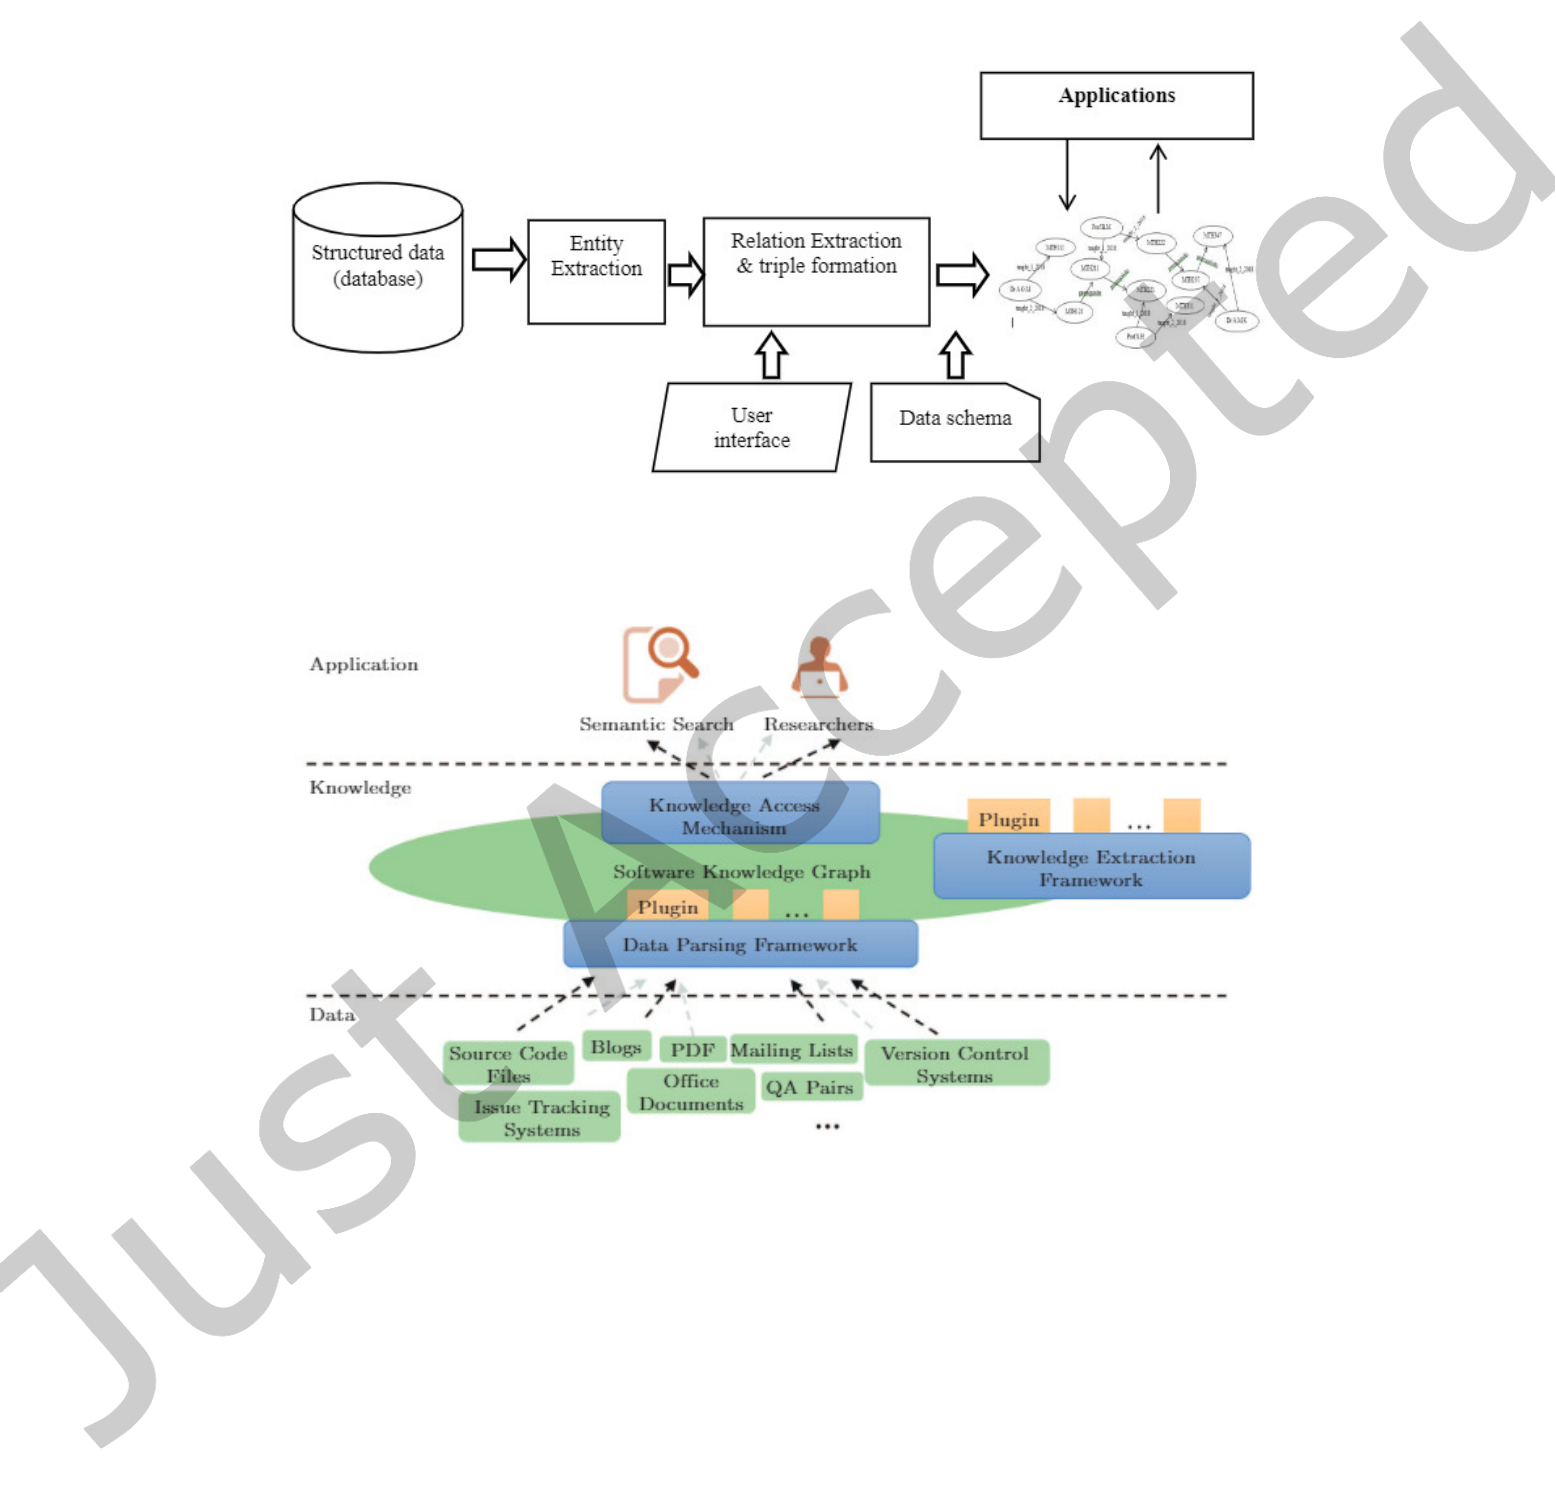 Applications
Structured data
(database)
Entity
Extraction
Relation Extraction
& triple formation
User
interface
Data schema
Application
Semantic Search
Researchers
Knowledge
Knowledge Access
Mechanism
Plugin
...
Knowledge Extraction
Framework
Software Knowledge Graph
Plugin
...
Data Parsing Framework
Data
Source Code
Files
Blogs
PDF
Mailing Lists
Version Control
Systems
Issue Tracking
Systems
Office
Documents
QA Pairs
...
Just Accepted